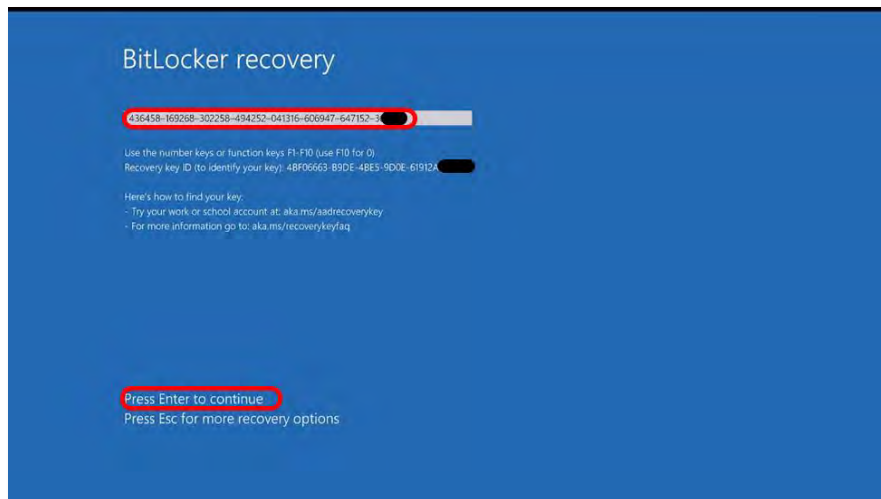 BitLocker recovery
436458-169268-302258-494252-041316-606947-647152-3
Use the number keys or function keys F1-F10 (use F10 for 0)
Recovery key ID (to identify your key): 4BF06663-B9DE-4BE5-9D0E-61912A
Here's how to find your key:
- Try your work or school account at: aka.ms/aadrecoverykey
- For more information go to: aka.ms/recoverykeyfaq
Press Enter to continue
Press Esc for more recovery options